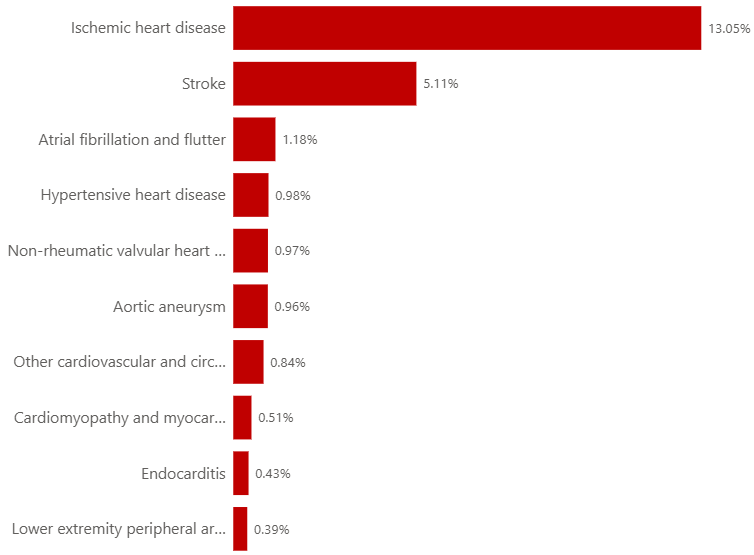 Ischemic heart disease 13.05%
Stroke 5.11%
Atrial fibrillation and flutter 1.18%
Hypertensive heart disease 0.98%
Non-rheumatic valvular heart ... 0.97%
Aortic aneurysm 0.96%
Other cardiovascular and circ... 0.84%
Cardiomyopathy and myocar... 0.51%
Endocarditis 0.43%
Lower extremity peripheral ar... 0.39%